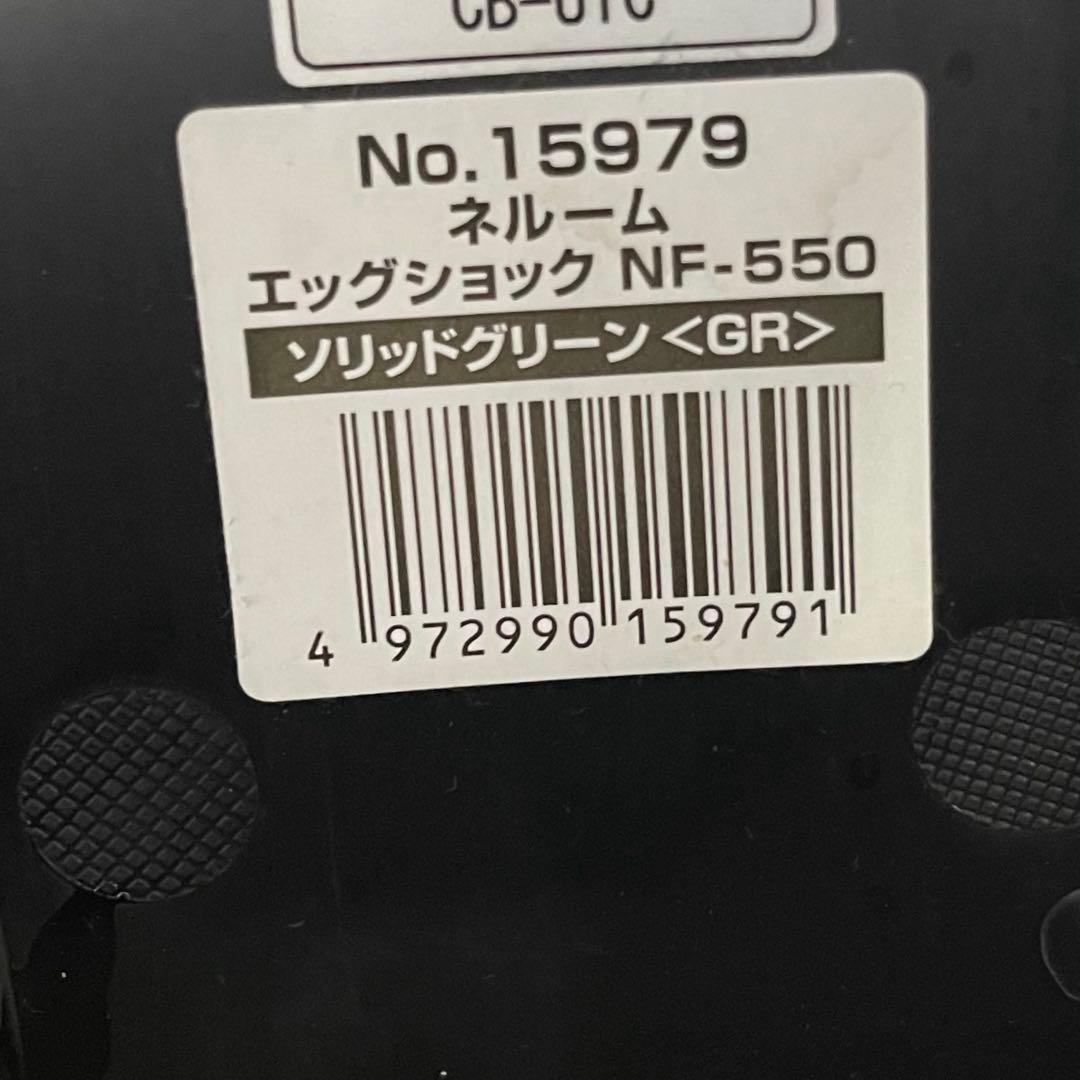 No.15979
ネルーム
エッグショック NF-550
ソリッドグリーン<GR>
4 972990 159791